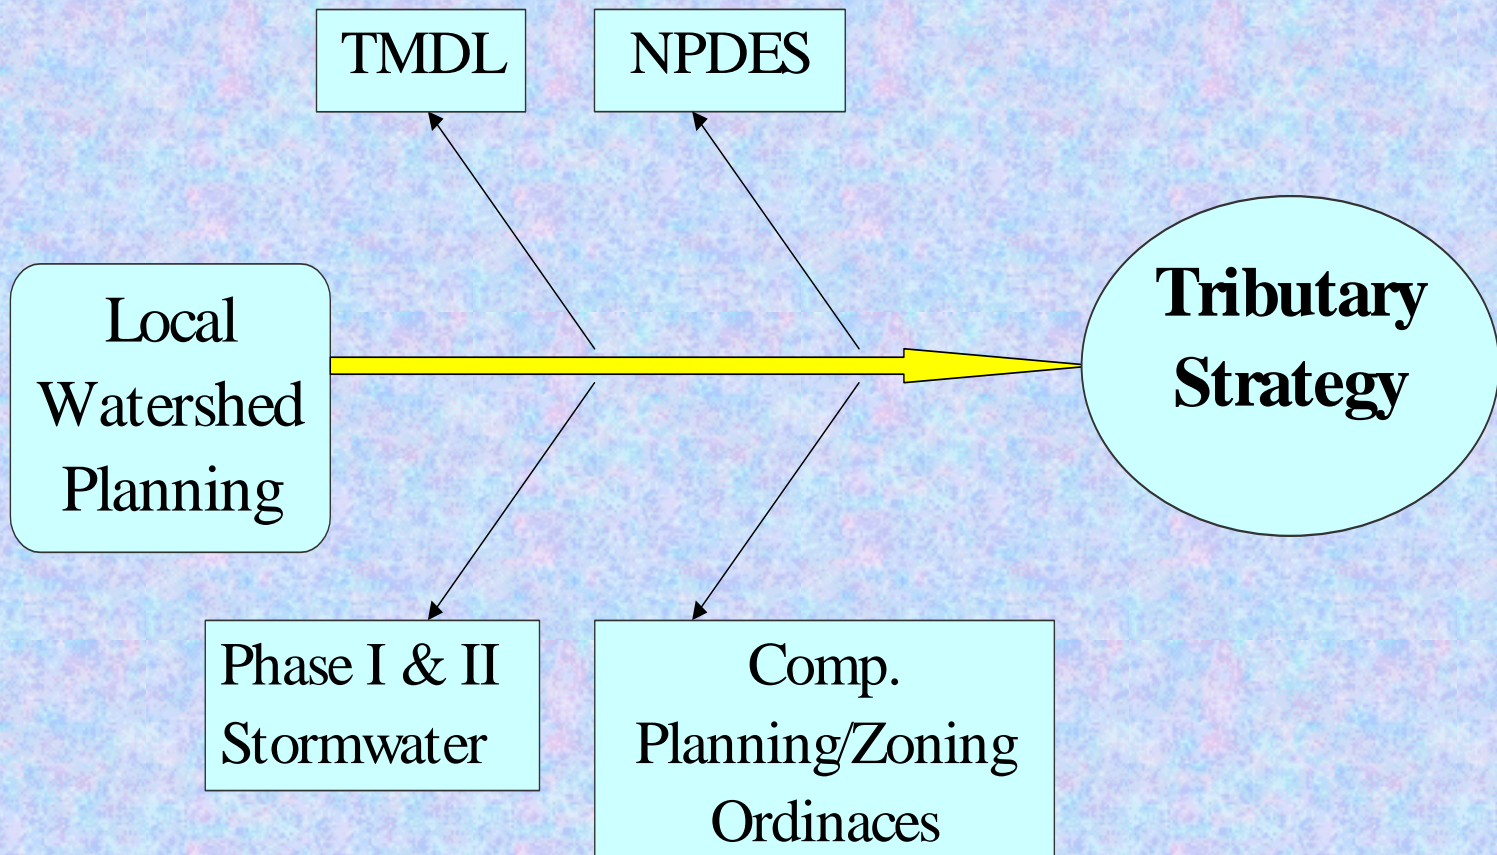 TMDL
NPDES
Local
Watershed
Planning
Tributary
Strategy
Phase I & II
Stormwater
Comp.
Planning/Zoning
Ordinaces